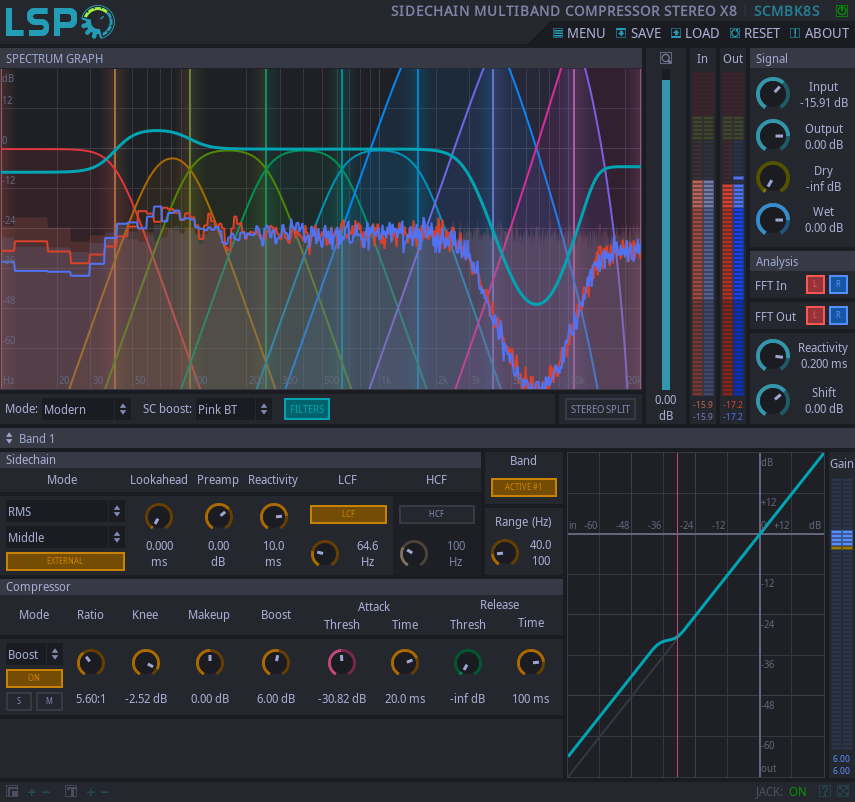 LSP
SIDECHAIN MULTIBAND COMPRESSOR STEREO X8 SCMBK8S
MENU SAVE LOAD RESET ABOUT
SPECTRUM GRAPH
In Out Signal
dB
12
0
-12
-24
-36
-48
-60
Hz 20 30 50 100 200 300 500 1k 2k 3k 5k 10k 20k
0.00
dB
-15.9 -17.2
-15.9 -17.2
Input
-15.91 dB
Output
0.00 dB
Dry
-inf dB
Wet
0.00 dB
Analysis
FFT In L R
FFT Out L R
Reactivity
0.200 ms
Shift
0.00 dB
Mode: Modern SC boost: Pink BT FILTERS STEREO SPLIT
Band 1
Sidechain
Mode Lookahead Preamp Reactivity LCF HCF
RMS
Middle
EXTERNAL
0.000
ms
0.00
dB
10.0
ms
LCF
64.6
Hz
HCF
100
Hz
Band
ACTIVE #1
Range (Hz)
40.0
100
Compressor
Mode Ratio Knee Makeup Boost Attack Release
Thresh Time Thresh Time
Boost
ON
S M
5.60:1 -2.52 dB 0.00 dB 6.00 dB -30.82 dB 20.0 ms -inf dB 100 ms
dB
+12
in -60 -48 -36 -24 -12 0 +12 dB
-12
-24
-36
-48
-60
out
Gain
6.00
6.00
JACK: ON